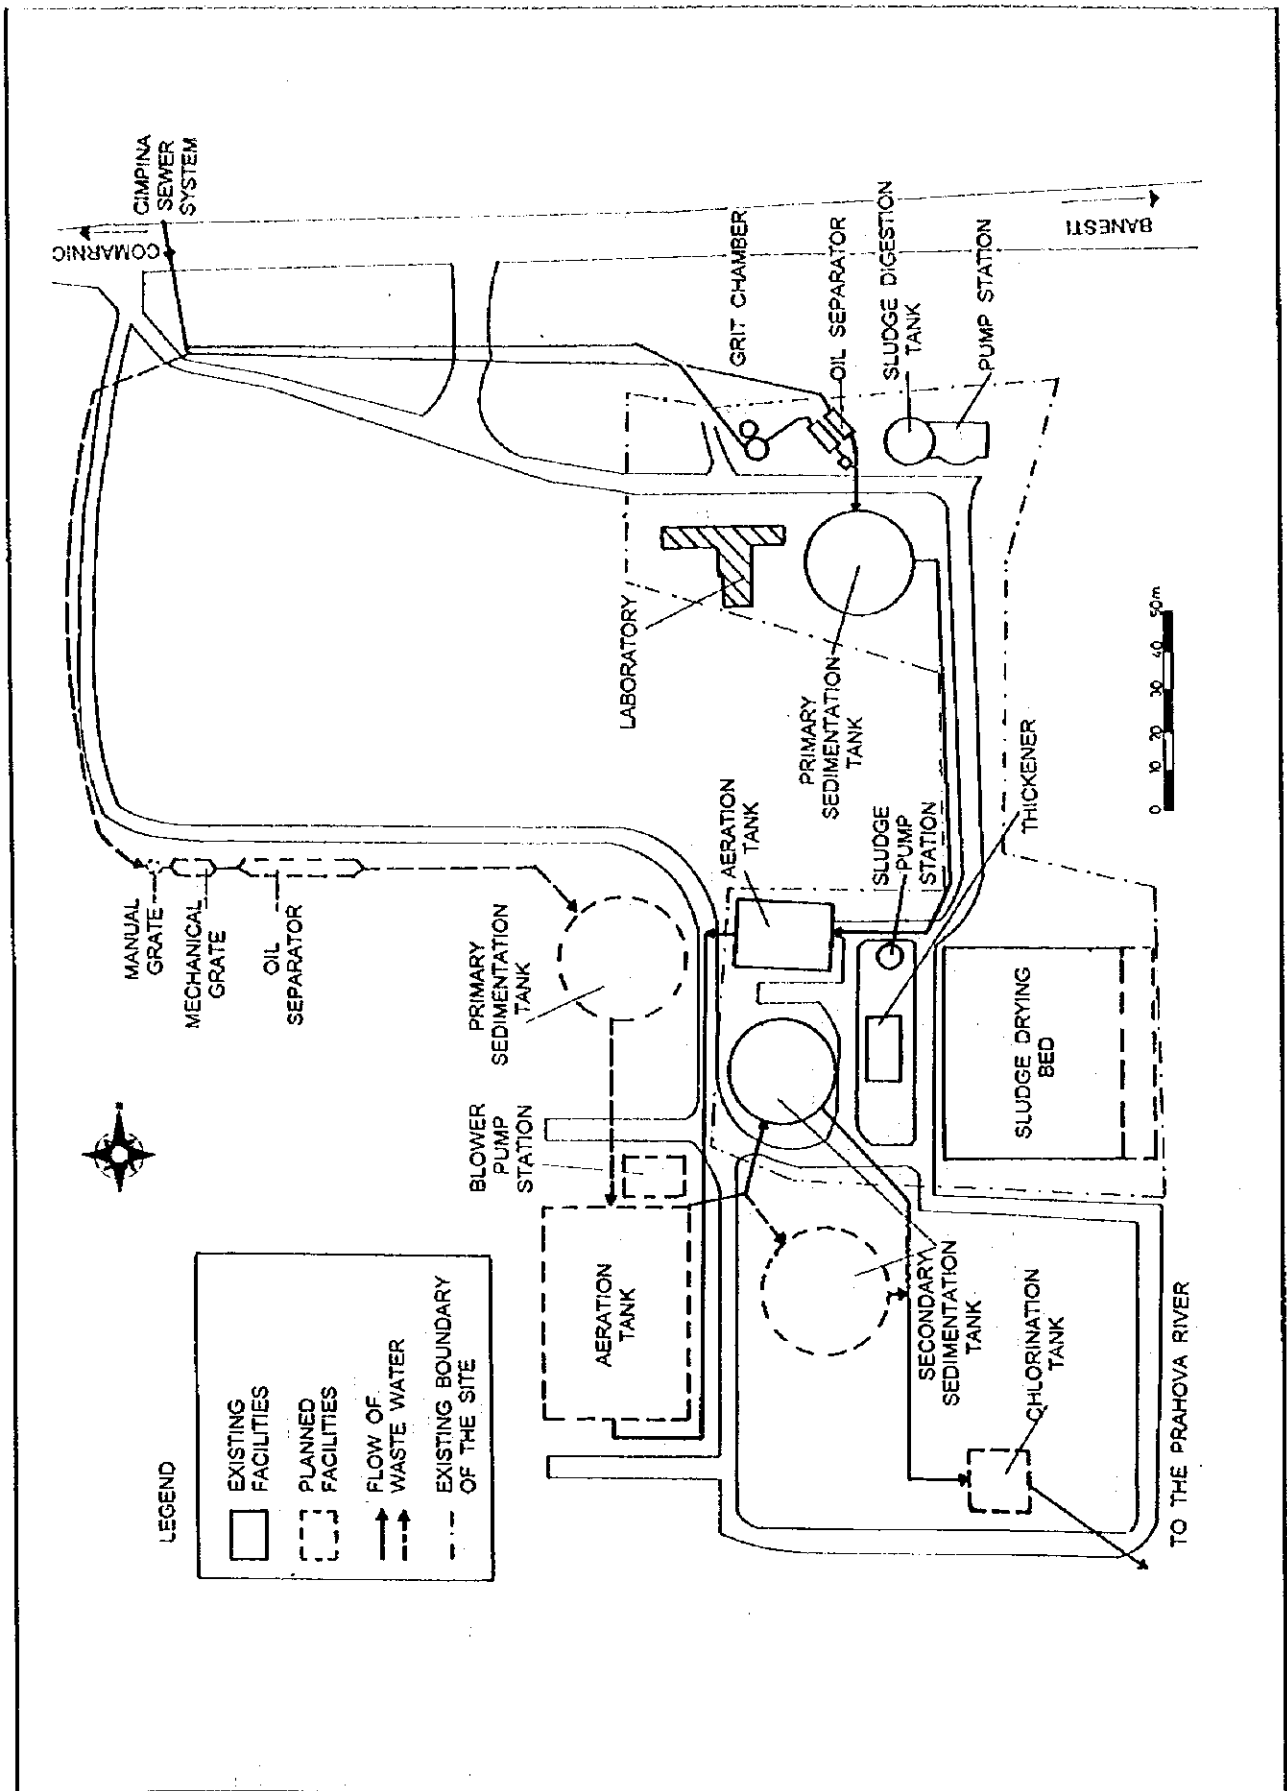 CIMPINA
SEWER
SYSTEM
COMARNIC
BANESTI
GRIT CHAMBER
OIL SEPARATOR
SLUDGE DIGESTION
TANK
PUMP STATION
LABORATORY
PRIMARY
SEDIMENTATION
TANK
MANUAL
GRATE
MECHANICAL
GRATE
OIL
SEPARATOR
PRIMARY
SEDIMENTATION
TANK
AERATION
TANK
SLUDGE
PUMP
STATION
THICKENER
0 10 20 30 40 50m
BLOWER
PUMP
STATION
SLUDGE DRYING
BED
AERATION
TANK
SECONDARY
SEDIMENTATION
TANK
CHLORINATION
TANK
TO THE PRAHOVA RIVER
LEGEND
EXISTING
FACILITIES
PLANNED
FACILITIES
FLOW OF
WASTE WATER
EXISTING BOUNDARY
OF THE SITE